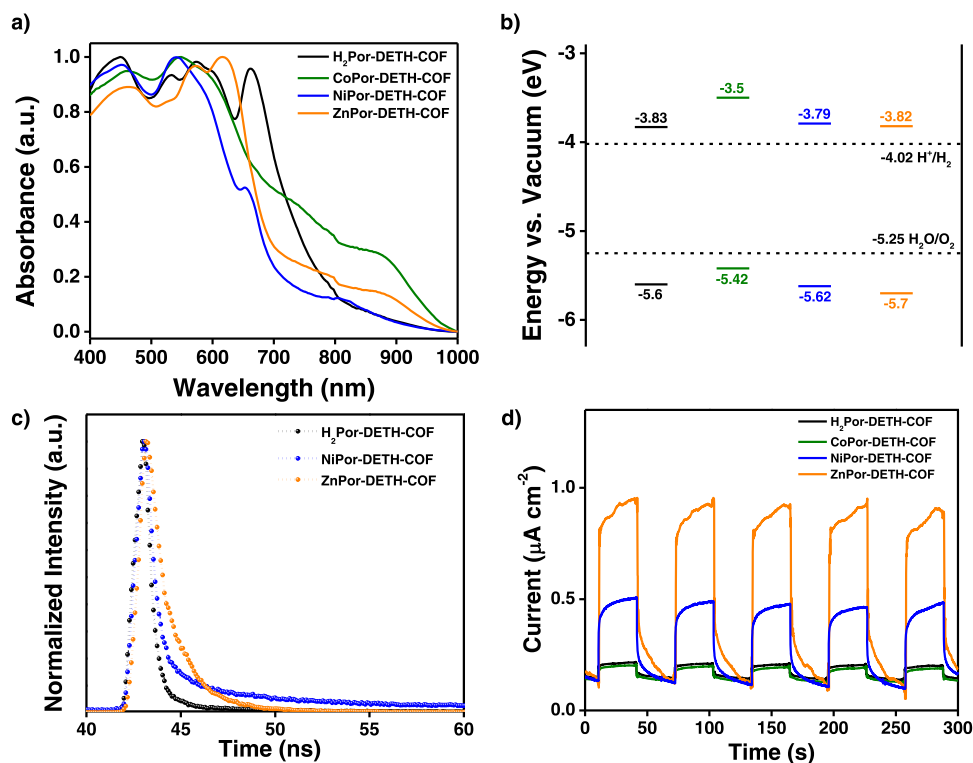 a)
Absorbance (a.u.)
1.0
0.8
0.6
0.4
0.2
0.0
H₂Por-DETH-COF
CoPor-DETH-COF
NiPor-DETH-COF
ZnPor-DETH-COF
400 500 600 700 800 900 1000
Wavelength (nm)
b)
Energy vs. Vacuum (eV)
-3
-4
-5
-6
-3.83
-3.5
-3.79
-3.82
-4.02 H⁺/H₂
-5.25 H₂O/O₂
-5.6
-5.42
-5.62
-5.7
c)
Normalized Intensity (a.u.)
H₂Por-DETH-COF
NiPor-DETH-COF
ZnPor-DETH-COF
40 45 50 55 60
Time (ns)
d)
Current (μA cm⁻²)
1.0
0.5
0.0
H₂Por-DETH-COF
CoPor-DETH-COF
NiPor-DETH-COF
ZnPor-DETH-COF
0 50 100 150 200 250 300
Time (s)